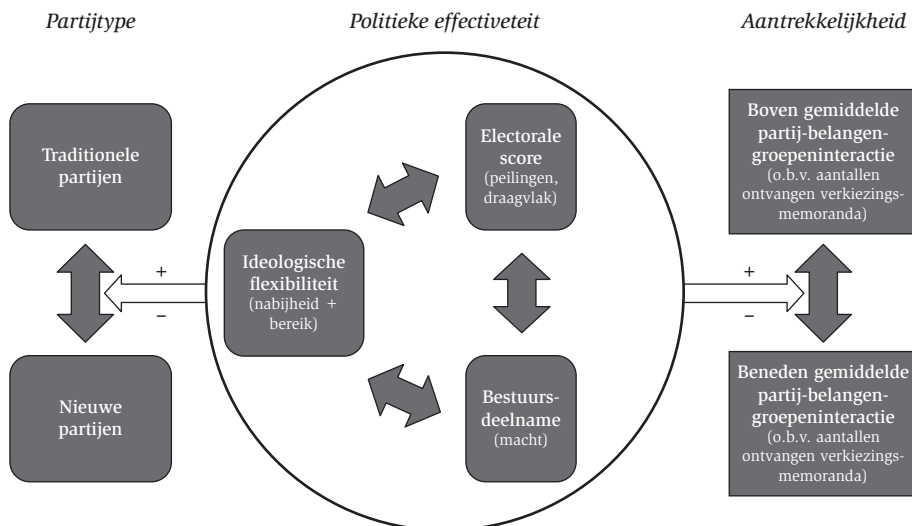 Partijtype
Politieke effectiveteit
Aantrekkelijkheid
Traditionele
partijen
+
–
Nieuwe
partijen
Electorale
score
(peilingen,
draagvlak)
Ideologische
flexibiliteit
(nabijheid +
bereik)
Bestuurs-
deelname
(macht)
Boven gemiddelde
partij-belangen-
groepeninteractie
(o.b.v. aantallen
ontvangen verkiezings-
memoranda)
+
–
Beneden gemiddelde
partij-belangen-
groepeninteractie
(o.b.v. aantallen
ontvangen verkiezings-
memoranda)